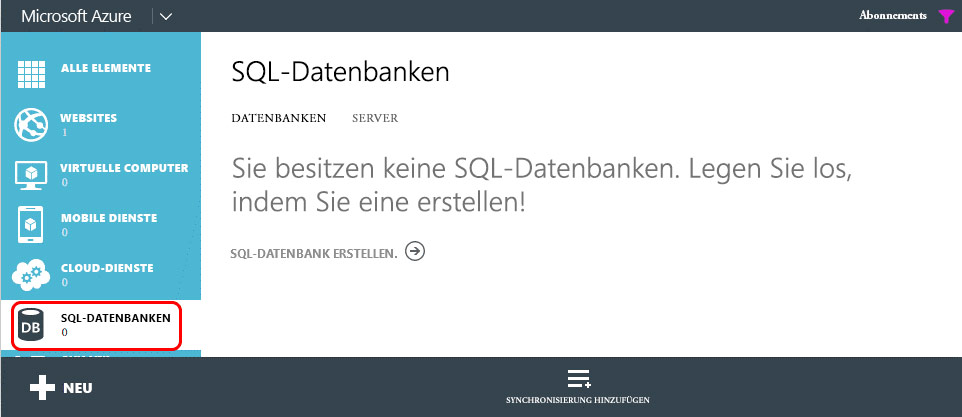 Microsoft Azure
Abonnements
ALLE ELEMENTE
WEBSITES
1
VIRTUELLE COMPUTER
0
MOBILE DIENSTE
0
CLOUD-DIENSTE
0
DB
SQL-DATENBANKEN
0
SQL-Datenbanken
DATENBANKEN SERVER
Sie besitzen keine SQL-Datenbanken. Legen Sie los,
indem Sie eine erstellen!
SQL-DATENBANK ERSTELLEN.
NEU
SYNCHRONISIERUNG HINZUFÜGEN